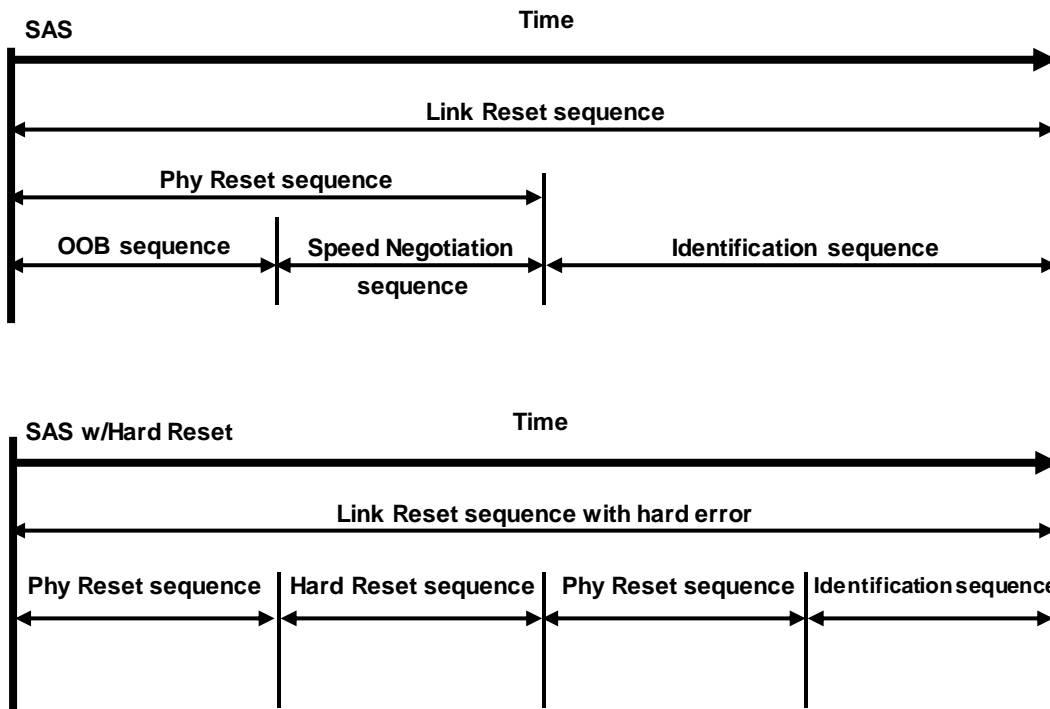 SAS
Time
Link Reset sequence
Phy Reset sequence
OOB sequence
Speed Negotiation
sequence
Identification sequence
SAS w/Hard Reset
Time
Link Reset sequence with hard error
Phy Reset sequence
Hard Reset sequence
Phy Reset sequence
Identification sequence